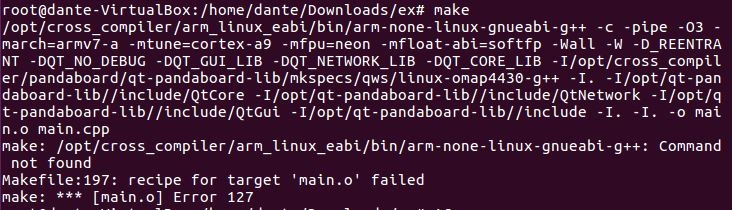 root@dante-VirtualBox:/home/dante/Downloads/ex# make
/opt/cross_compiler/arm_linux_eabi/bin/arm-none-linux-gnueabi-g++ -c -pipe -O3 -
march=armv7-a -mtune=cortex-a9 -mfpu=neon -mfloat-abi=softfp -Wall -W -D_REENTRA
NT -DQT_NO_DEBUG -DQT_GUI_LIB -DQT_NETWORK_LIB -DQT_CORE_LIB -I/opt/cross_compil
er/pandaboard/qt-pandaboard-lib/mkspecs/qws/linux-omap4430-g++ -I. -I/opt/qt-pan
daboard-lib//include/QtCore -I/opt/qt-pandaboard-lib//include/QtNetwork -I/opt/q
t-pandaboard-lib//include/QtGui -I/opt/qt-pandaboard-lib//include -I. -I. -o mai
n.o main.cpp
make: /opt/cross_compiler/arm_linux_eabi/bin/arm-none-linux-gnueabi-g++: Command
not found
Makefile:197: recipe for target 'main.o' failed
make: *** [main.o] Error 127